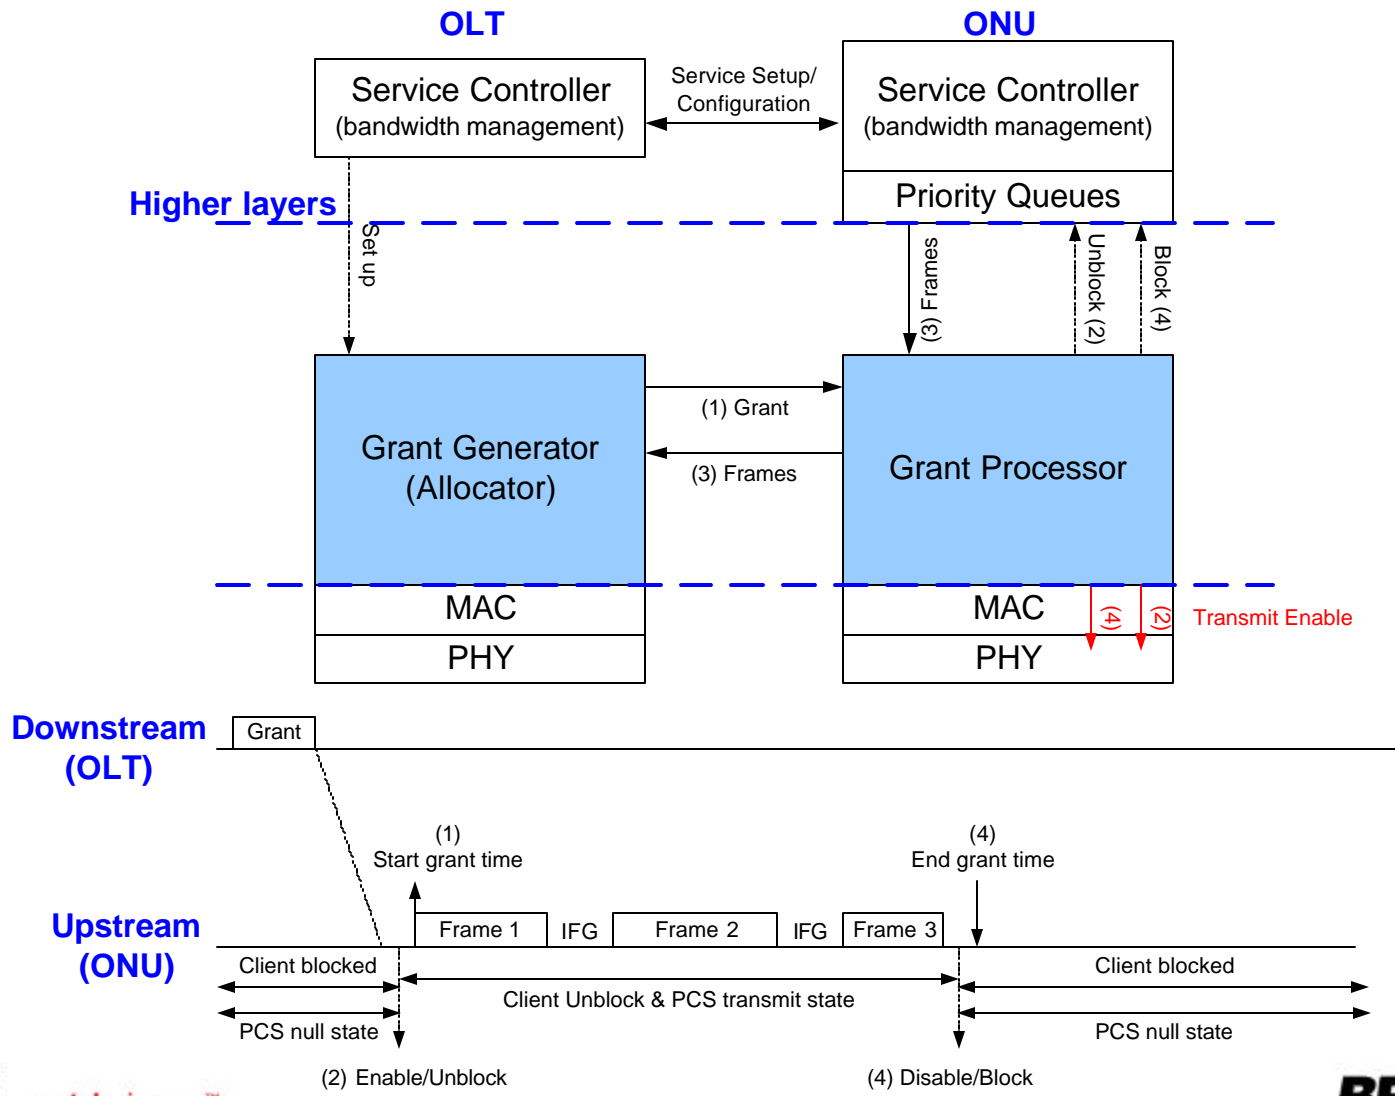 OLT
ONU
Service Controller
(bandwidth management)
Service Setup/
Configuration
Service Controller
(bandwidth management)
Priority Queues
Higher layers
Set up
(3) Frames
Unblock (2)
Block (4)
Grant Generator
(Allocator)
(1) Grant
(3) Frames
Grant Processor
MAC
PHY
MAC
PHY
(4)
(2)
Transmit Enable
Downstream
(OLT)
Grant
(1)
Start grant time
(4)
End grant time
Upstream
(ONU)
Frame 1
IFG
Frame 2
IFG
Frame 3
Client blocked
Client Unblock & PCS transmit state
Client blocked
PCS null state
PCS null state
(2) Enable/Unblock
(4) Disable/Block